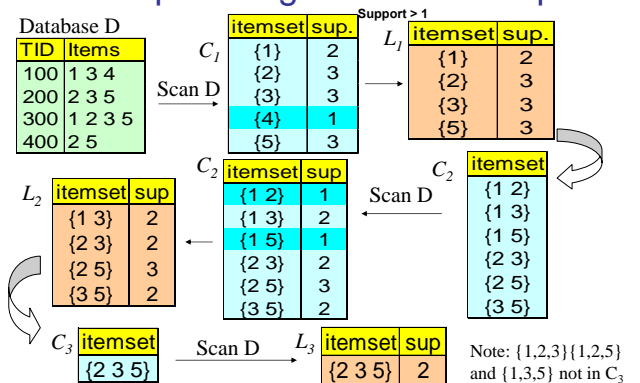 Support > 1
Database D
TID Items
100 1 3 4
200 2 3 5
300 1 2 3 5
400 2 5
Scan D
C1
itemset sup.
{1} 2
{2} 3
{3} 3
{4} 1
{5} 3
L1
itemset sup.
{1} 2
{2} 3
{3} 3
{5} 3
C2
itemset
{1 2}
{1 3}
{1 5}
{2 3}
{2 5}
{3 5}
Scan D
C2
itemset sup
{1 2} 1
{1 3} 2
{1 5} 1
{2 3} 2
{2 5} 3
{3 5} 2
L2
itemset sup
{1 3} 2
{2 3} 2
{2 5} 3
{3 5} 2
C3
itemset
{2 3 5}
Scan D
L3
itemset sup
{2 3 5} 2
Note: {1,2,3}{1,2,5}
and {1,3,5} not in C3